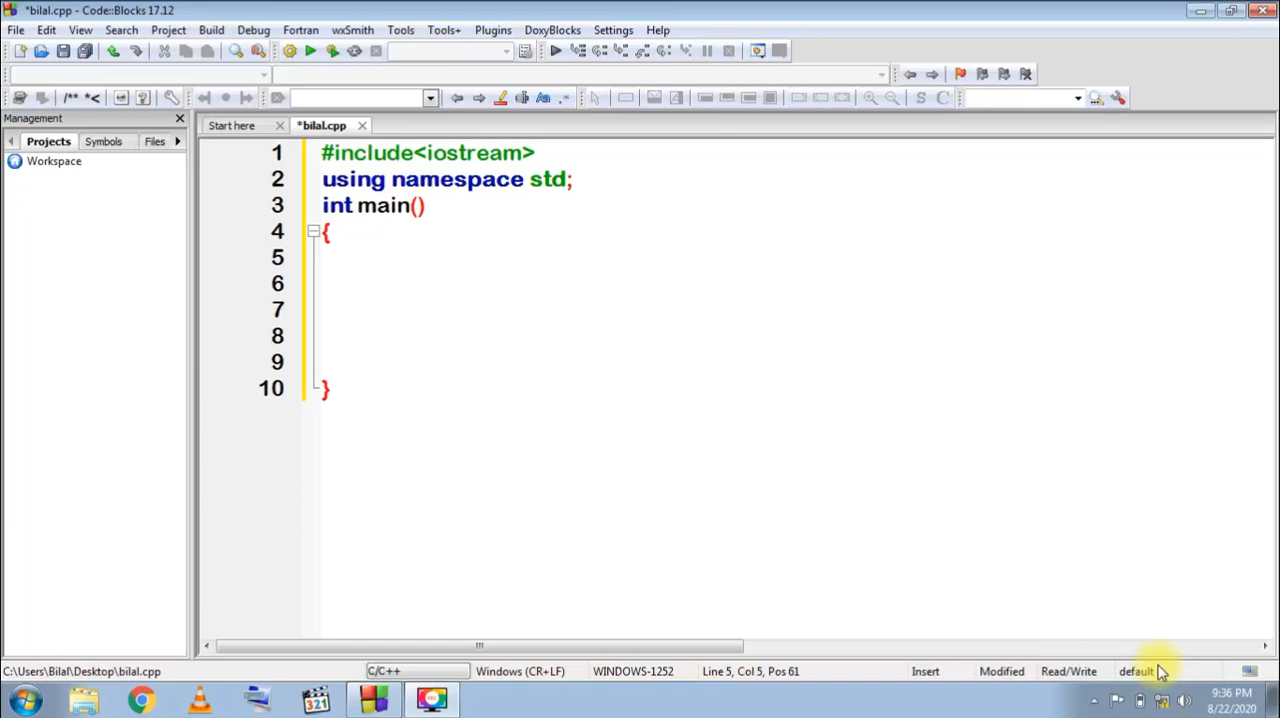 *bilal.cpp - Code::Blocks 17.12
File Edit View Search Project Build Debug Fortran wxSmith Tools Tools+ Plugins DoxyBlocks Settings Help
/** *<
S C
Management
Projects Symbols Files
Workspace
Start here *bilal.cpp
1 #include<iostream>
2 using namespace std;
3 int main()
4 {
5
6
7
8
9
10 }
C:\Users\Bilal\Desktop\bilal.cpp C/C++ Windows (CR+LF) WINDOWS-1252 Line 5, Col 5, Pos 61 Insert Modified Read/Write default
321
9:36 PM
8/22/2020